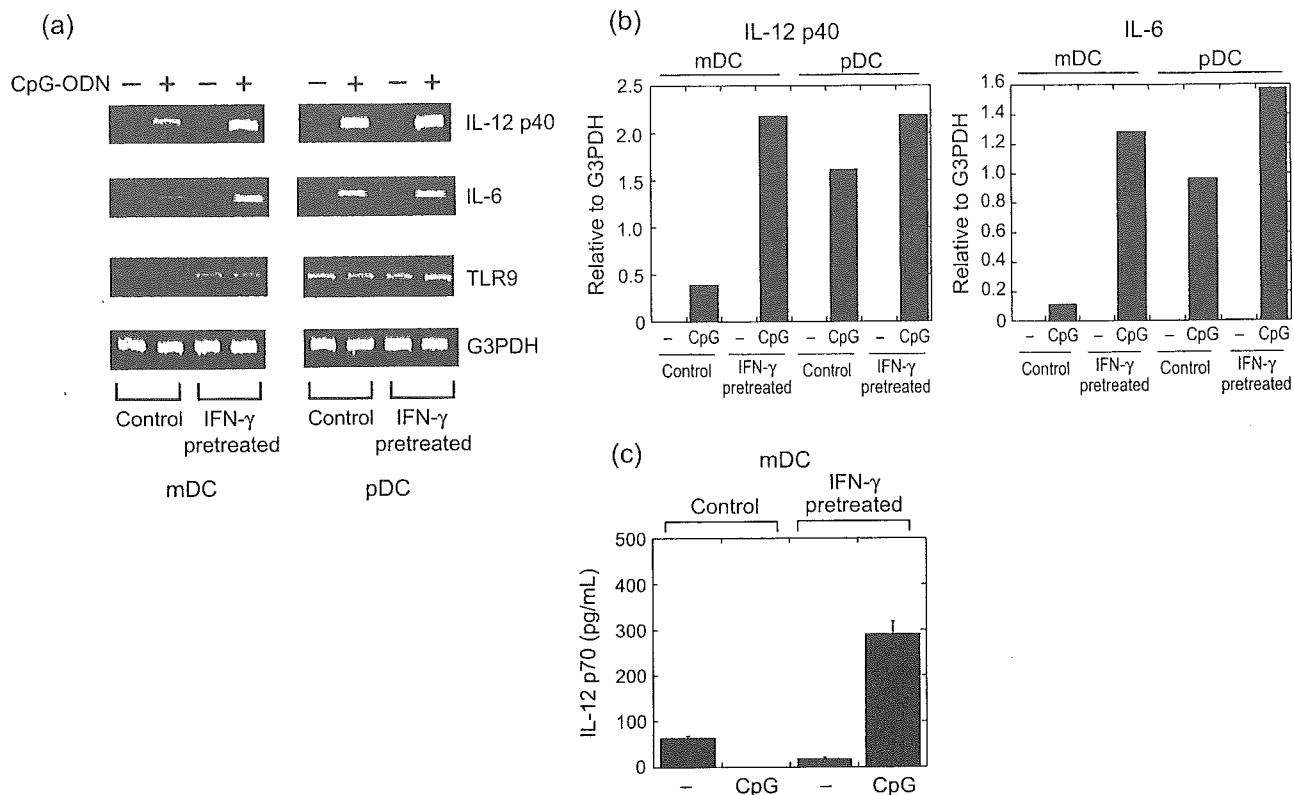 (a)
CpG-ODN − + − + − + − +
IL-12 p40
IL-6
TLR9
G3PDH
Control IFN-γ pretreated Control IFN-γ pretreated
mDC pDC
(b)
IL-12 p40
mDC pDC
Relative to G3PDH
2.5
2.0
1.5
1.0
0.5
0
− CpG − CpG − CpG − CpG
Control IFN-γ pretreated Control IFN-γ pretreated
IL-6
mDC pDC
Relative to G3PDH
1.6
1.4
1.2
1.0
0.8
0.6
0.4
0.2
0
− CpG − CpG − CpG − CpG
Control IFN-γ pretreated Control IFN-γ pretreated
(c)
mDC
Control IFN-γ pretreated
IL-12 p70 (pg/mL)
500
400
300
200
100
0
− CpG − CpG